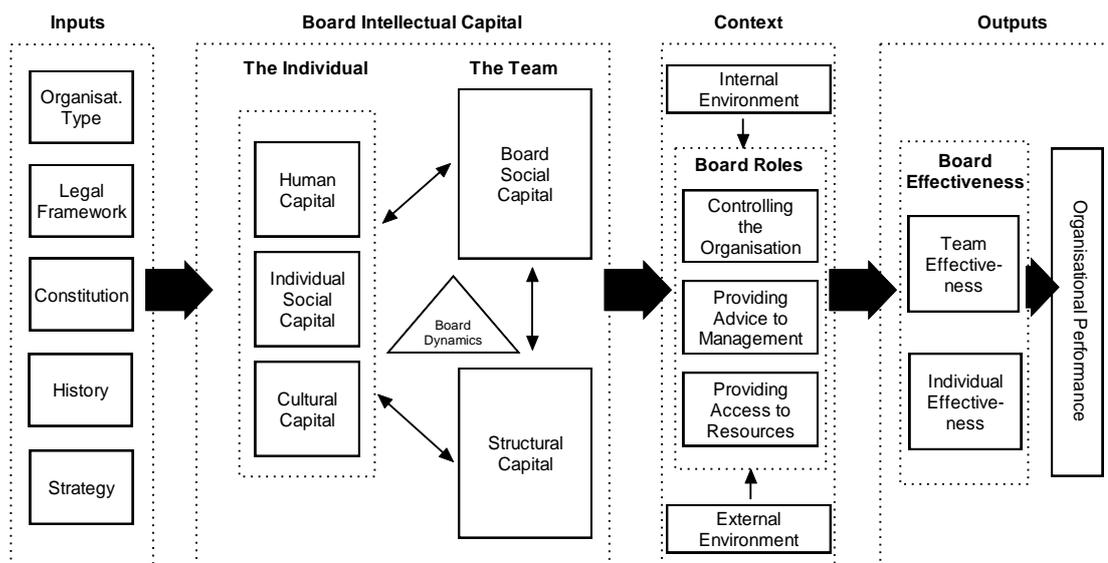 Inputs
Organisat.
Type
Legal
Framework
Constitution
History
Strategy
Board Intellectual Capital
The Individual
Human
Capital
Individual
Social
Capital
Cultural
Capital
The Team
Board
Social
Capital
Board
Dynamics
Structural
Capital
Context
Internal
Environment
Board Roles
Controlling
the
Organisation
Providing
Advice to
Management
Providing
Access to
Resources
External
Environment
Outputs
Board
Effectiveness
Team
Effective-
ness
Individual
Effective-
ness
Organisational Performance